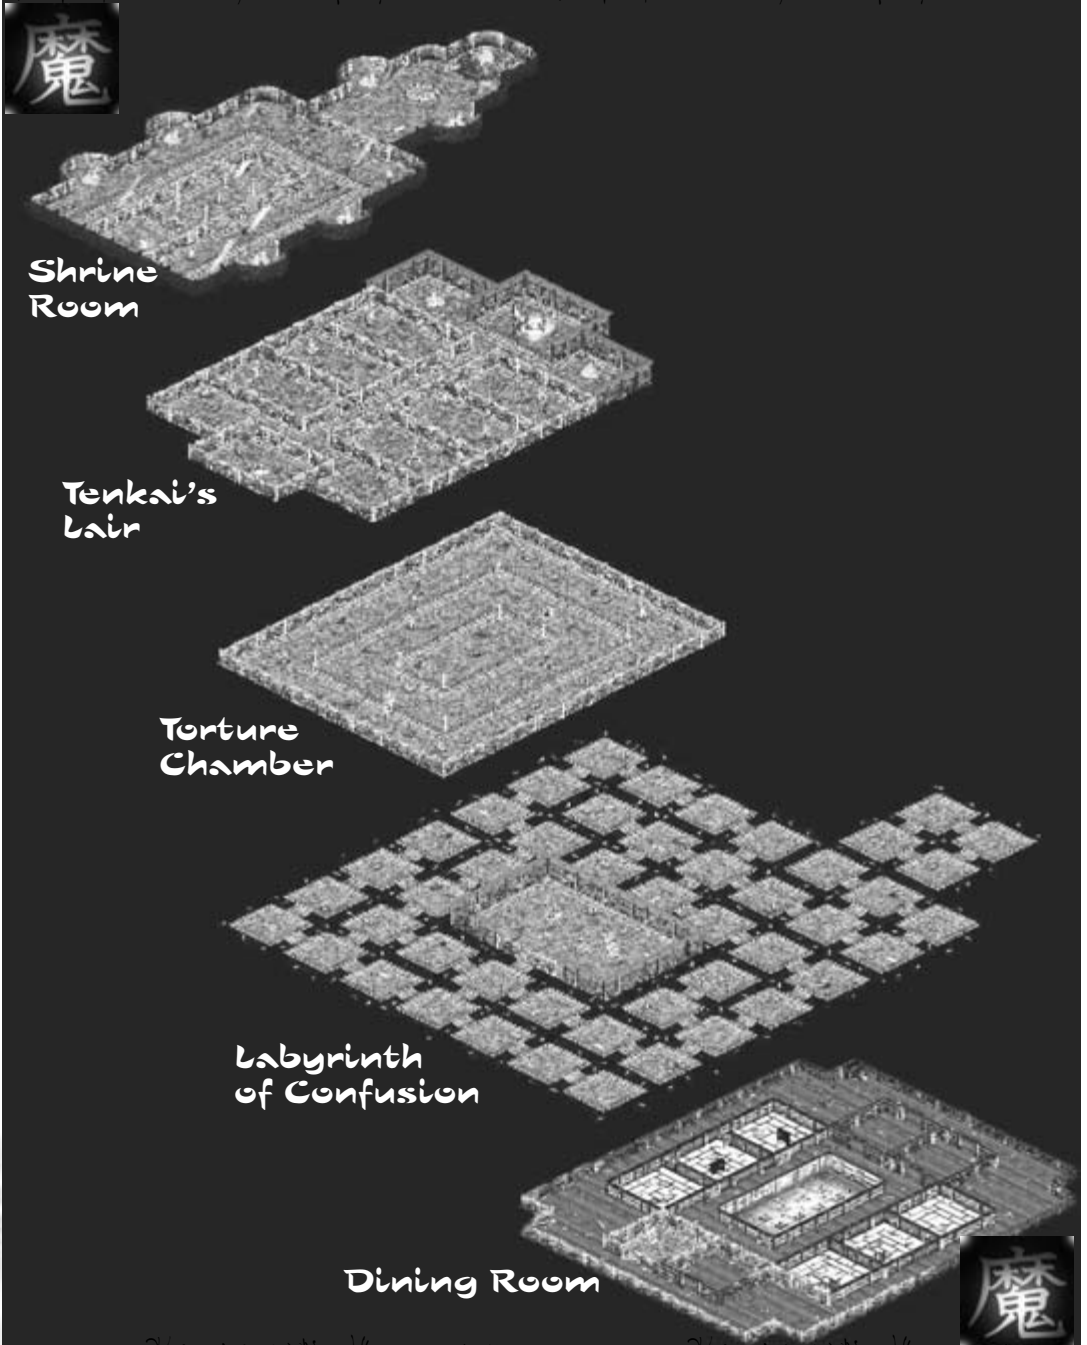 魔
Shrine
Room
Tenkai's
Lair
Torture
Chamber
Labyrinth
of Confusion
Dining Room
魔